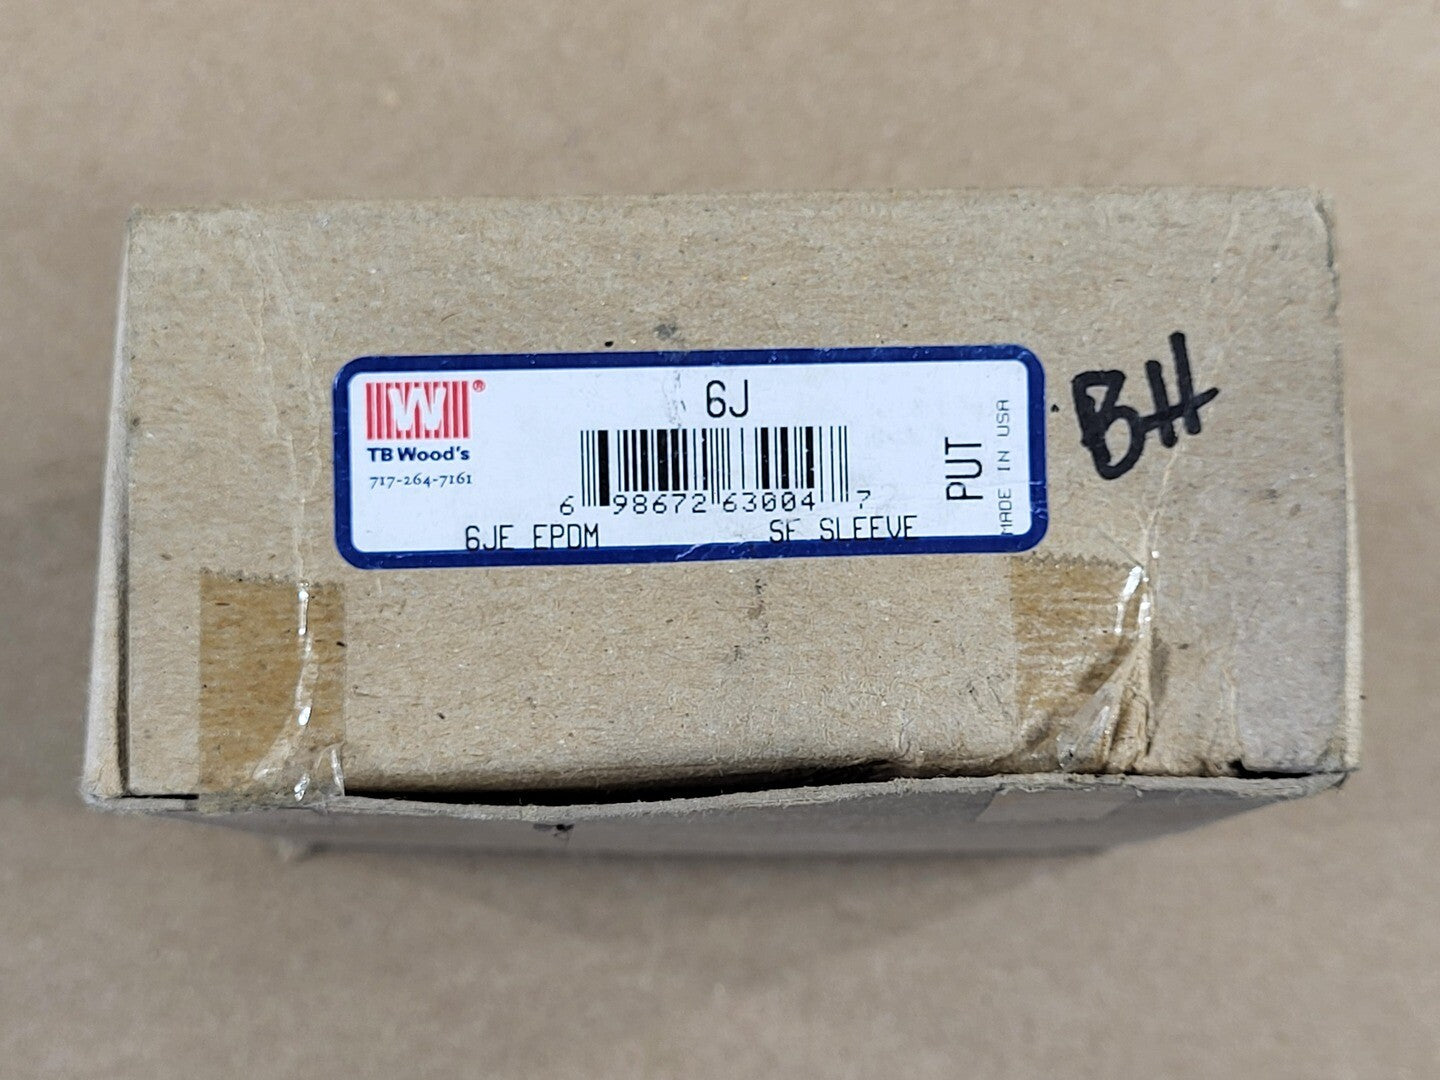 W®
TB Wood's
717-264-7161
6J
6 98672 63004 7
6JE EPDM SF SLEEVE
PUT
MADE IN USA
BH